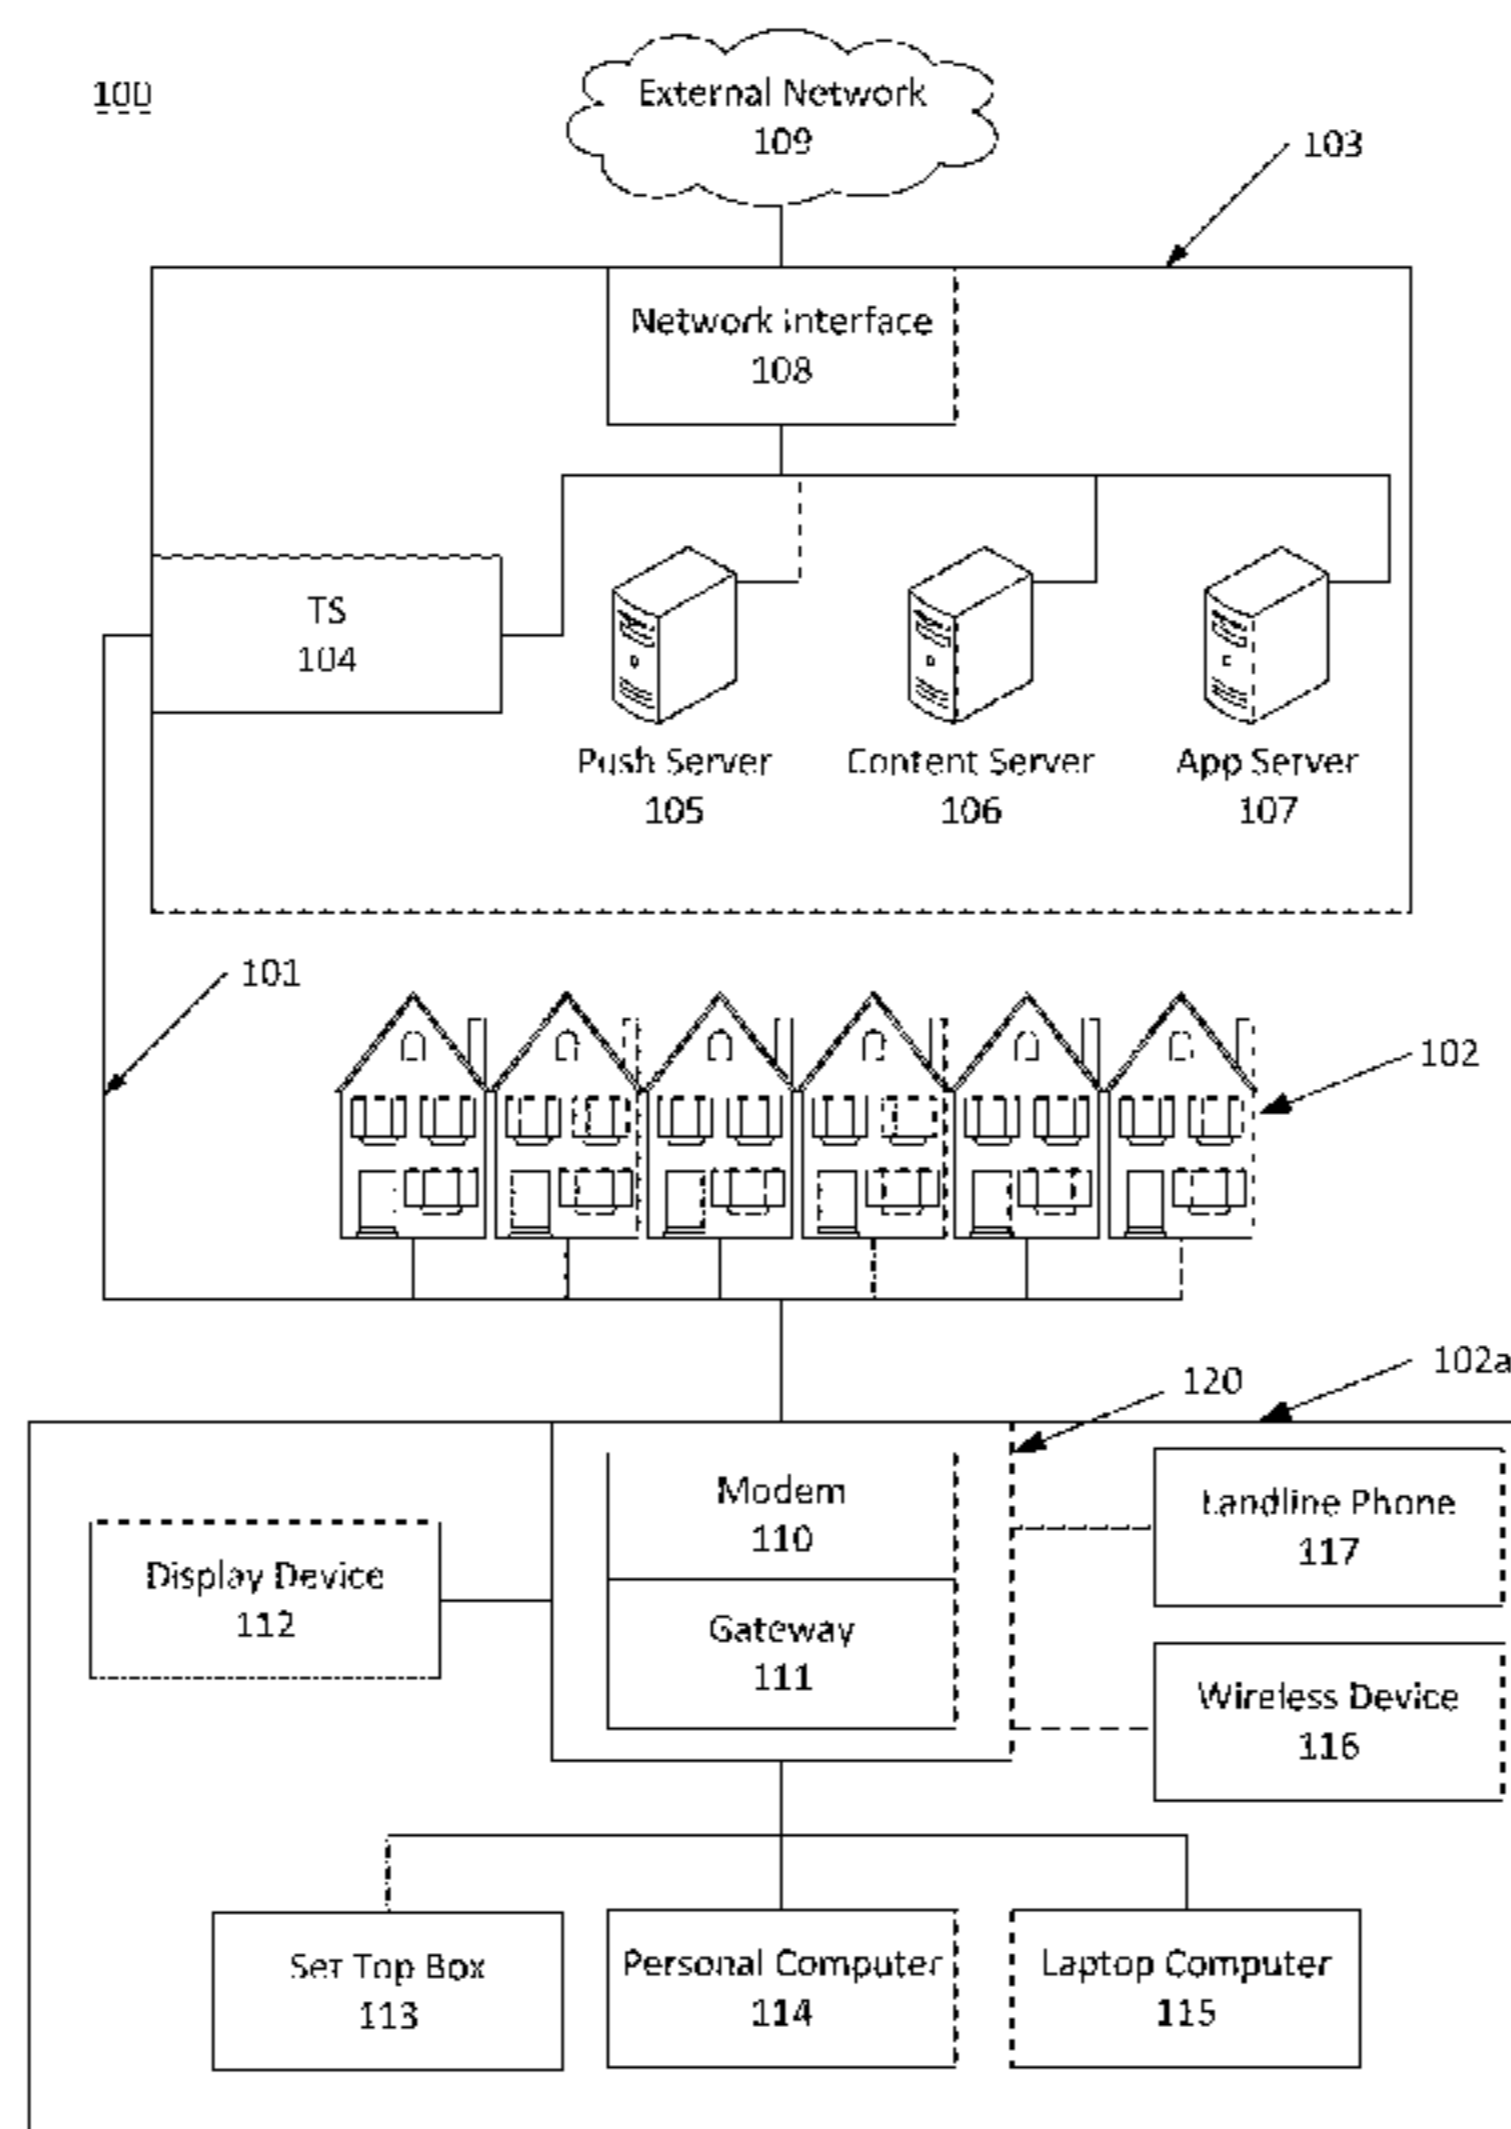 100
External Network
109
103
Network Interface
108
TS
104
Push Server
105
Content Server
106
App Server
107
101
102
102a
120
Modem
110
Landline Phone
117
Display Device
112
Gateway
111
Wireless Device
116
Set Top Box
113
Personal Computer
114
Laptop Computer
115